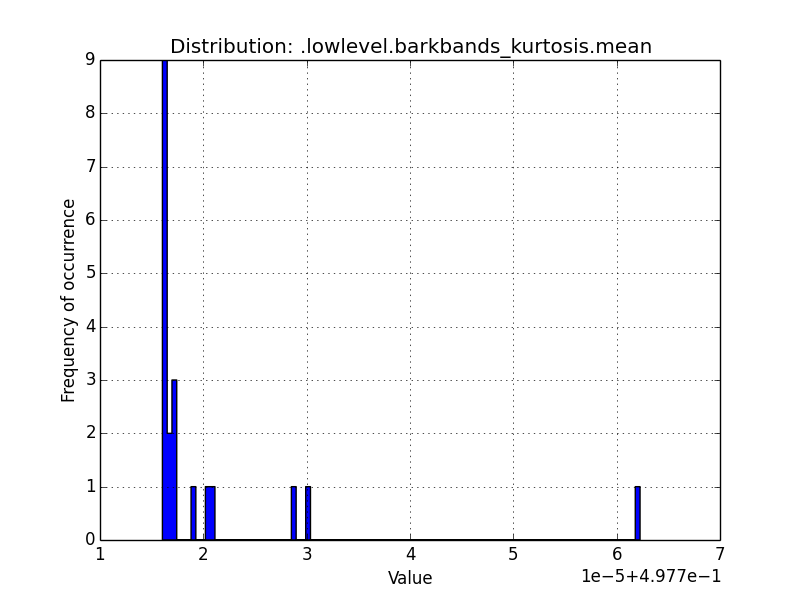 Distribution: .lowlevel.barkbands_kurtosis.mean
9
8
7
6
5
4
3
2
1
0
Frequency of occurrence
1 2 3 4 5 6 7
Value
1e−5+4.977e−1